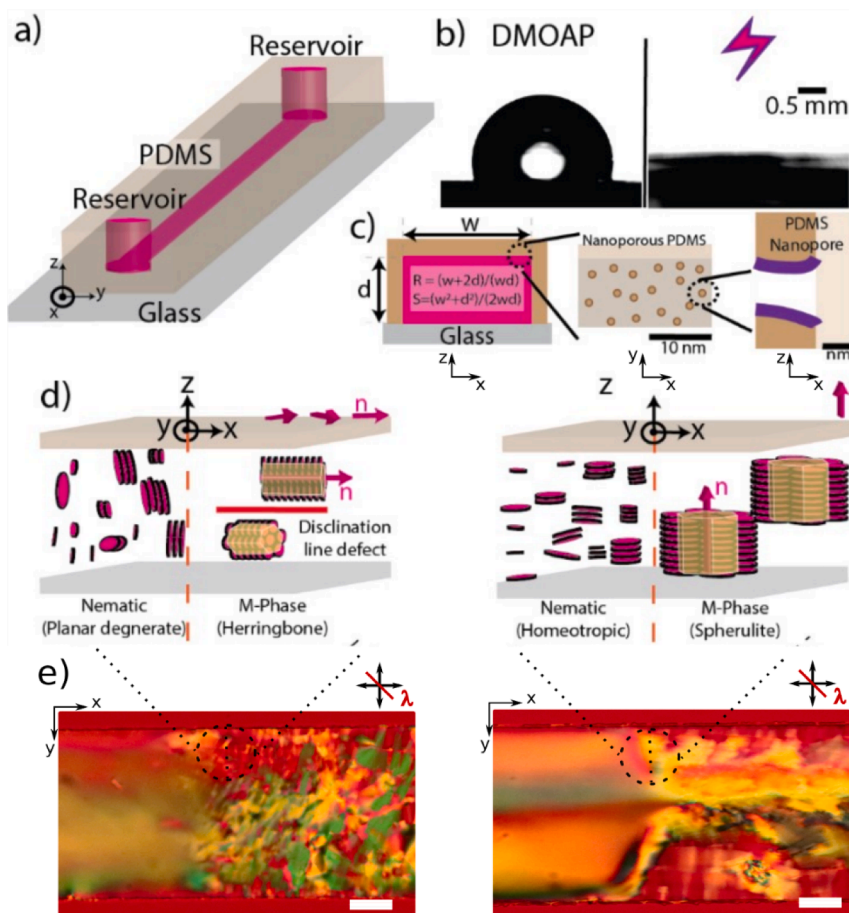 a)
Reservoir
PDMS
Reservoir
z
y
x
Glass
b)
DMOAP
0.5 mm
c)
W
d
R = (w+2d)/(wd)
S=(w²+d²)/(2wd)
Glass
z
x
Nanoporous PDMS
10 nm
y
x
PDMS
Nanopore
nm
z
x
d)
z
y
x
n
n
Disclination
line defect
Nematic
(Planar degnerate)
M-Phase
(Herringbone)
z
y
x
n
Nematic
(Homeotropic)
M-Phase
(Spherulite)
e)
x
y
λ
x
y
λ